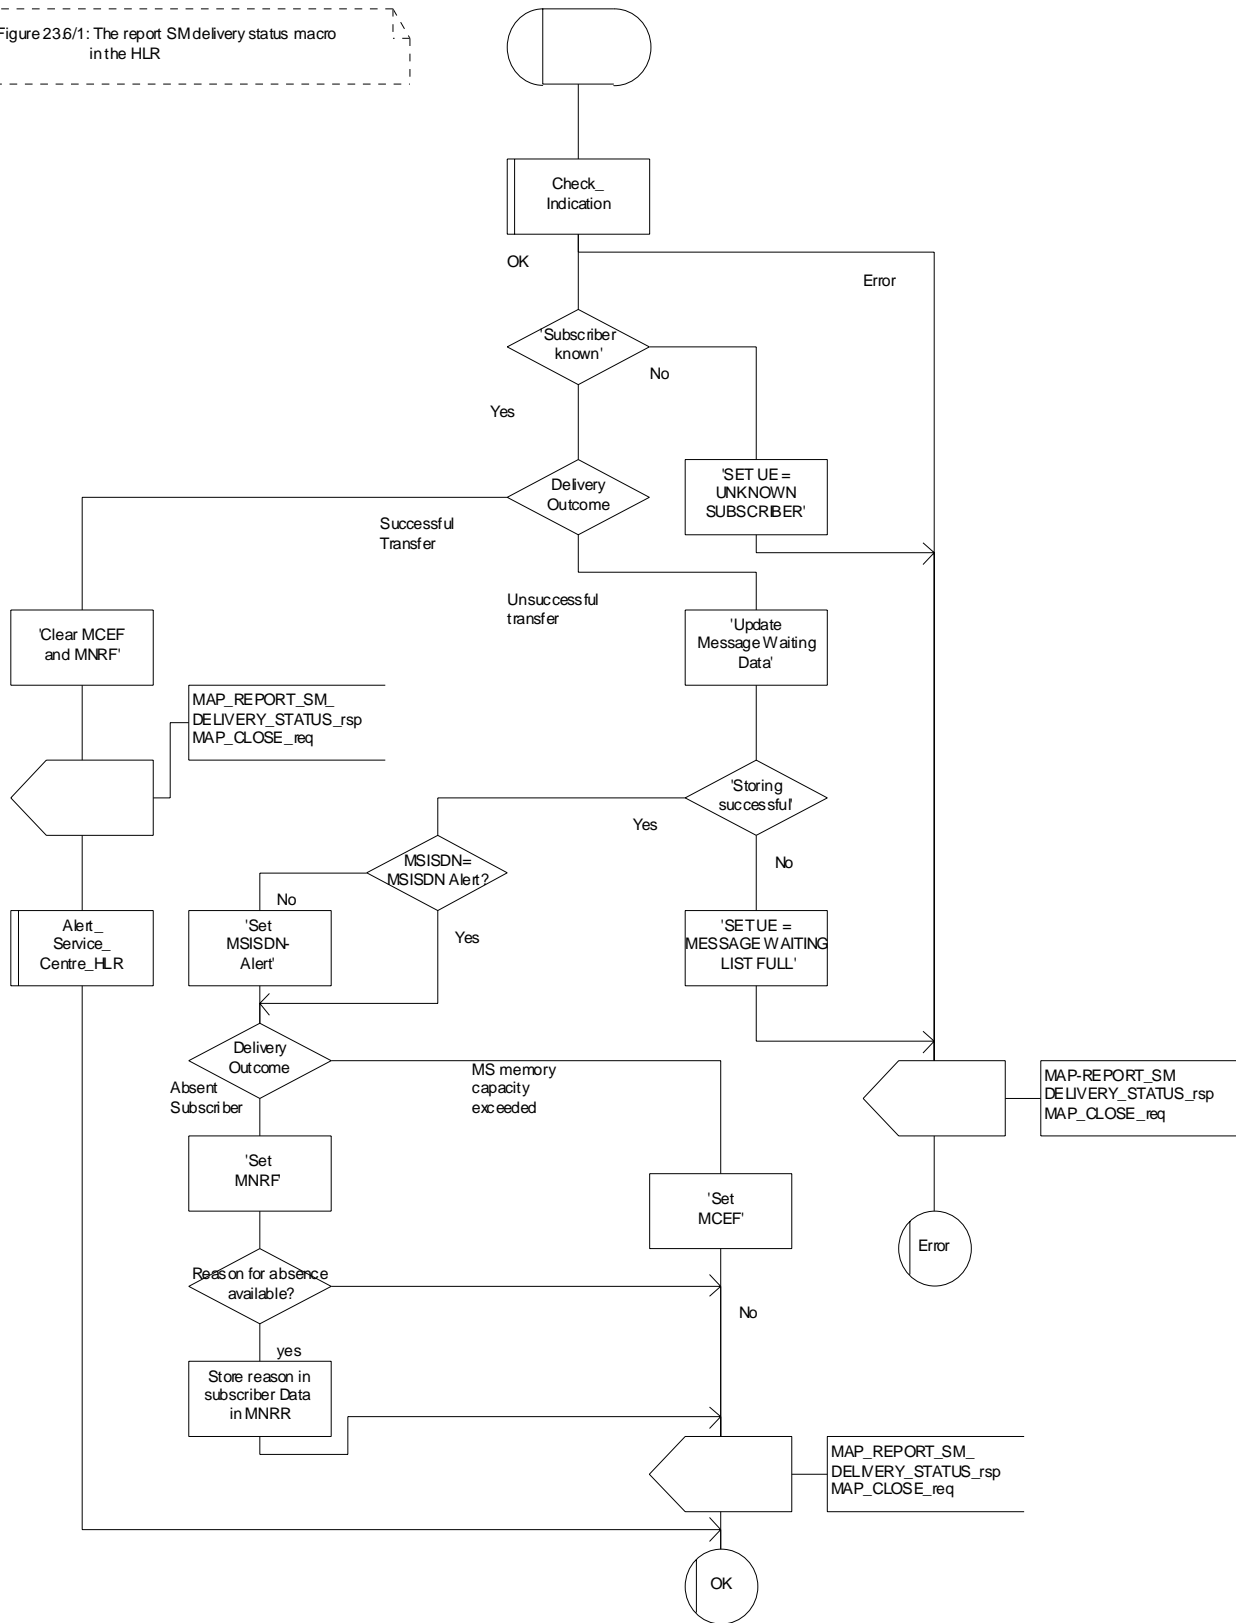 Figure 23.6/1: The report SM delivery status macro
in the HLR
Check_
Indication
OK
Error
'Subscriber
known'
No
Yes
Delivery
Outcome
'SET UE =
UNKNOWN
SUBSCRIBER'
Successful
Transfer
Unsuccessful
transfer
'Clear MCEF
and MNRF'
'Update
Message Waiting
Data'
MAP_REPORT_SM_
DELIVERY_STATUS_rsp
MAP_CLOSE_req
'Storing
successful'
Yes
No
MSISDN=
MSISDN Alert?
No
Yes
Alert_
Service_
Centre_HLR
'Set
MSISDN-
Alert'
'SET UE =
MESSAGE WAITING
LIST FULL'
Delivery
Outcome
Absent
Subscriber
MS memory
capacity
exceeded
MAP-REPORT_SM
DELIVERY_STATUS_rsp
MAP_CLOSE_req
'Set
MNRF'
'Set
MCEF'
Error
Reason for absence
available?
No
yes
Store reason in
subscriber Data
in MNRR
MAP_REPORT_SM_
DELIVERY_STATUS_rsp
MAP_CLOSE_req
OK